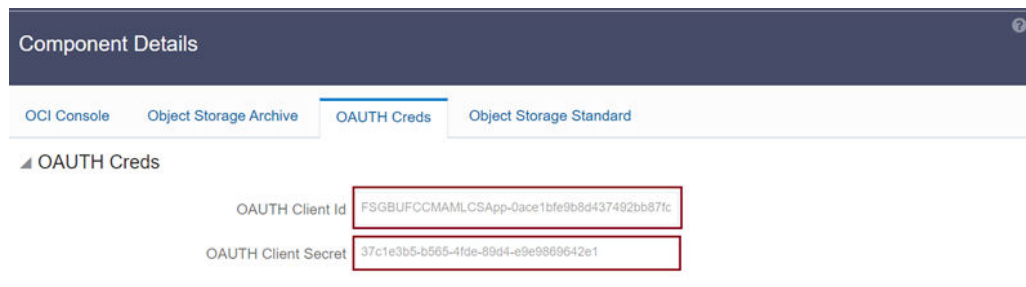 Component Details
OCI Console Object Storage Archive OAUTH Creds Object Storage Standard
OAUTH Creds
OAUTH Client Id FSGBUFCCMAMLCSApp-0ace1bfe9b8d437492bb87fc
OAUTH Client Secret 37c1e3b5-b565-4fde-89d4-e9e9869642e1